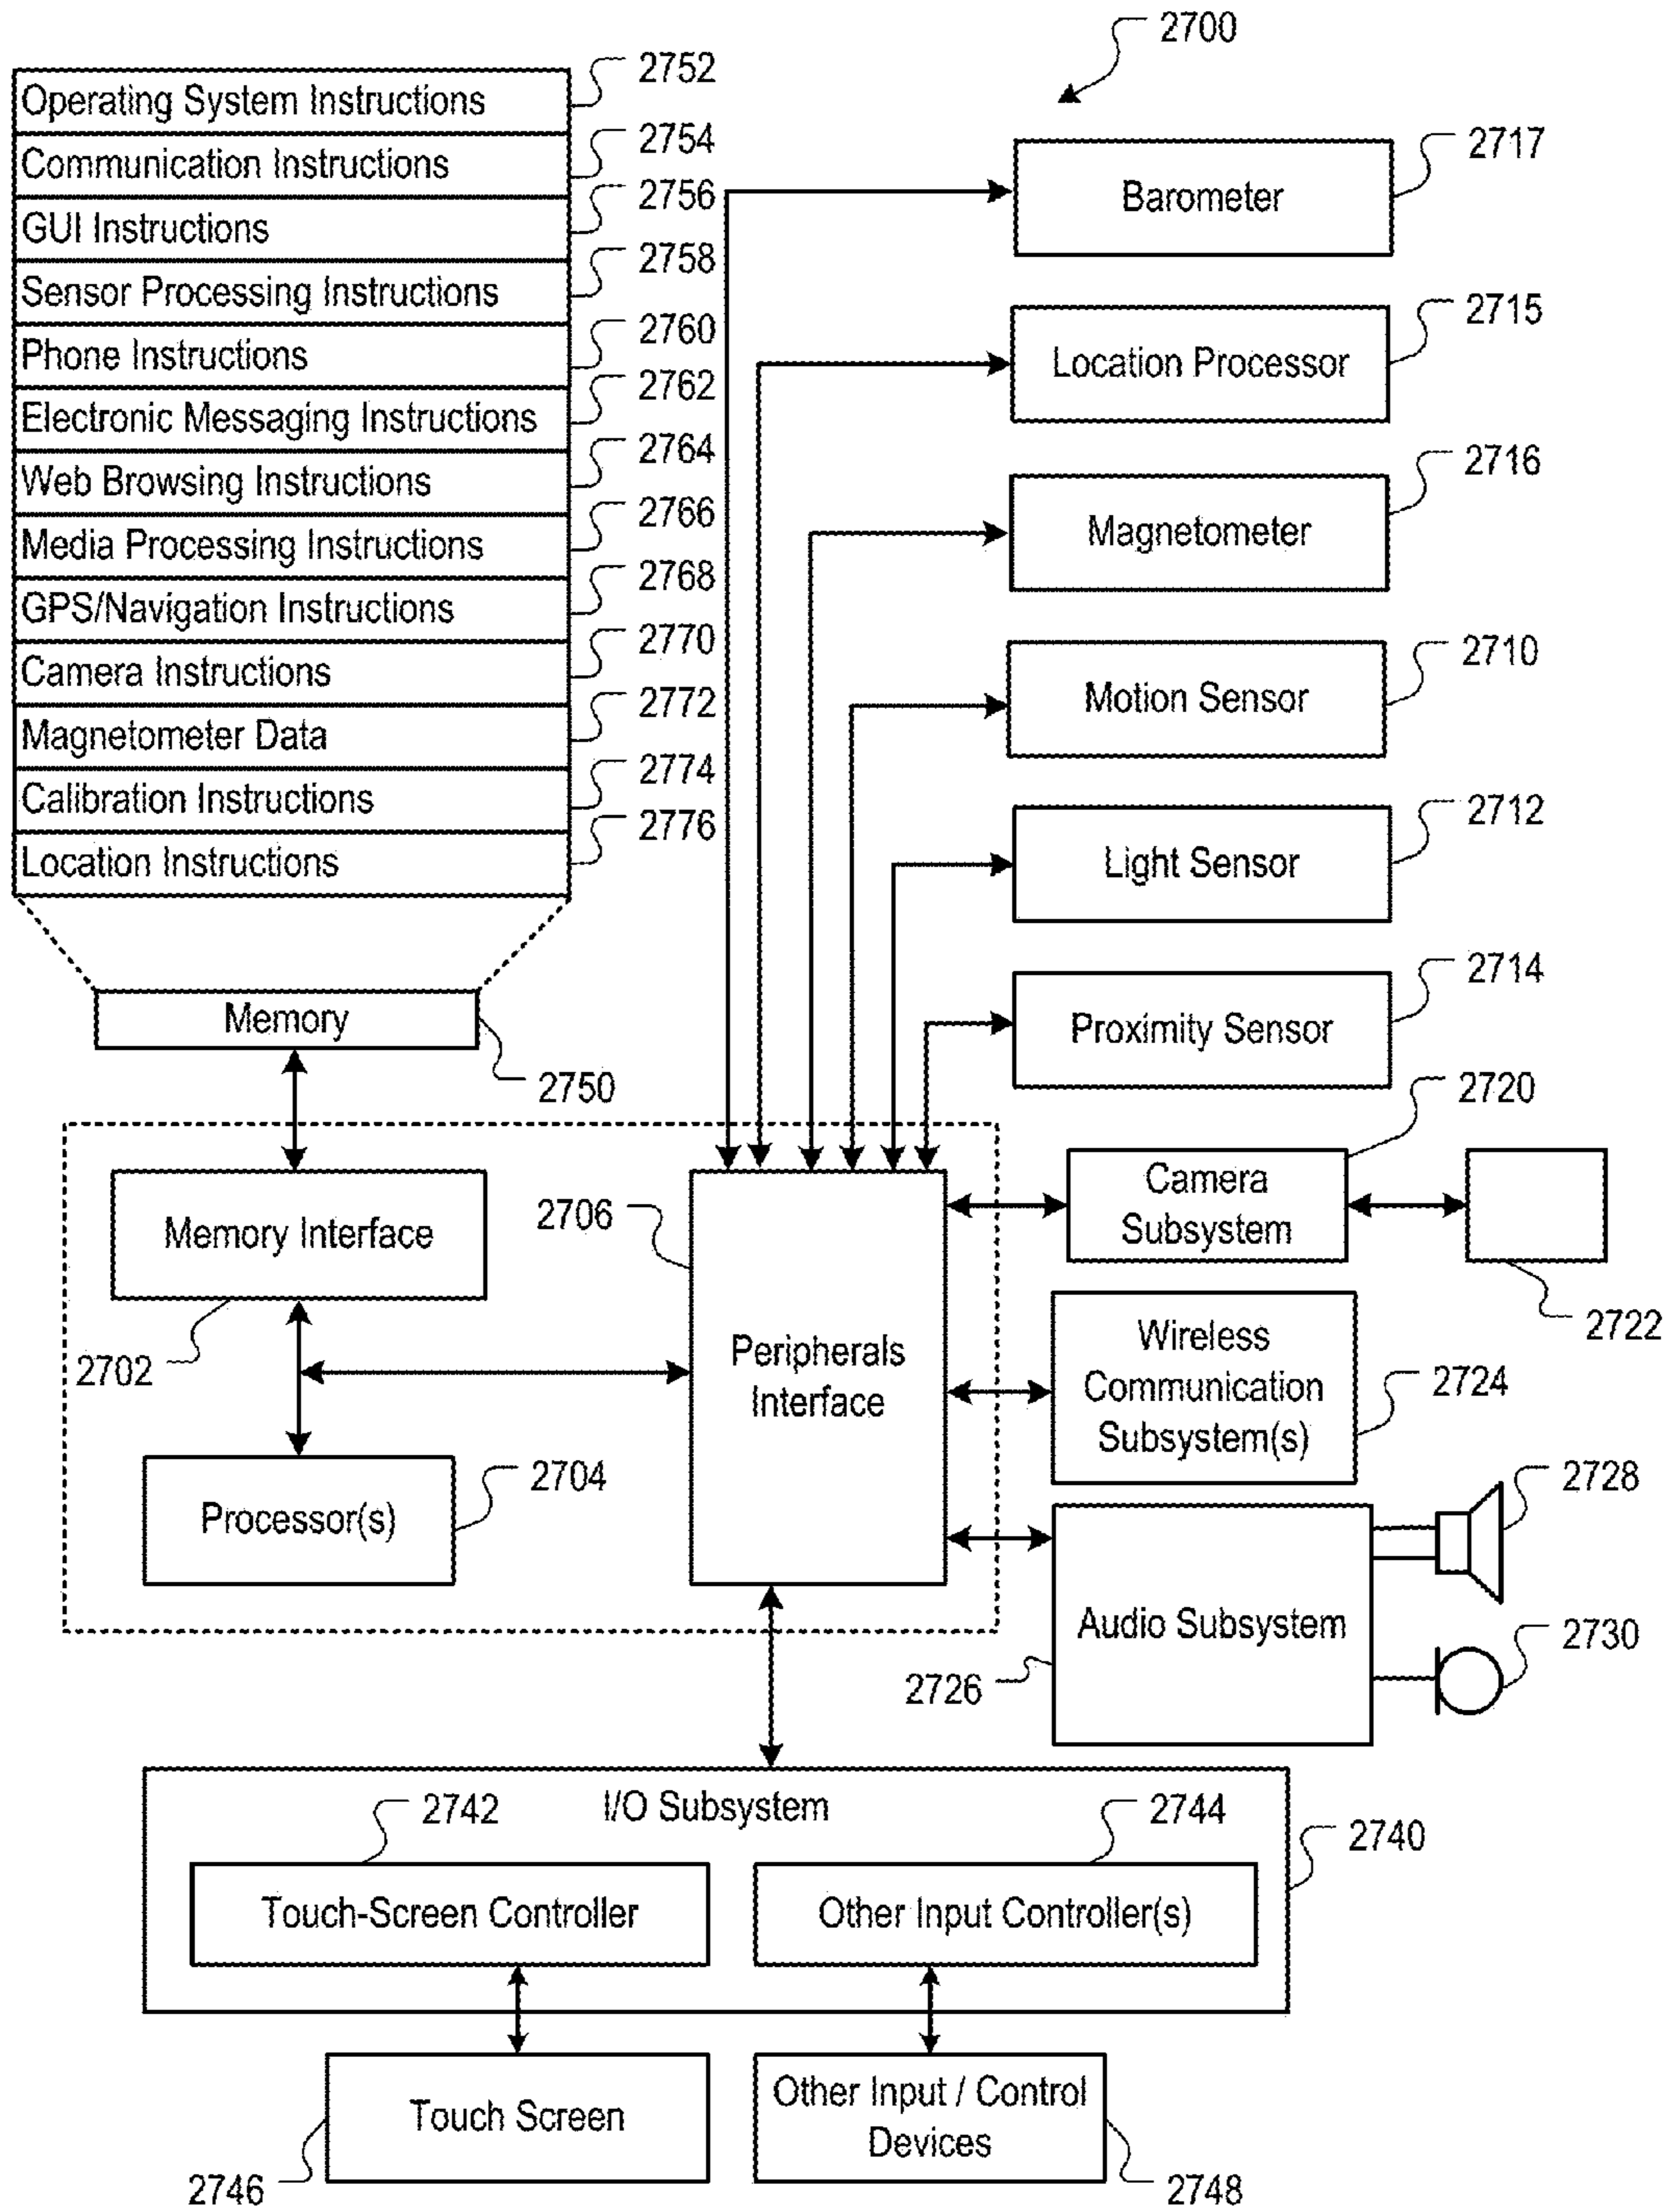 2700
Operating System Instructions
2752
Communication Instructions
2754
GUI Instructions
2756
Sensor Processing Instructions
2758
Phone Instructions
2760
Electronic Messaging Instructions
2762
Web Browsing Instructions
2764
Media Processing Instructions
2766
GPS/Navigation Instructions
2768
Camera Instructions
2770
Magnetometer Data
2772
Calibration Instructions
2774
Location Instructions
2776
Memory
2750
Barometer
2717
Location Processor
2715
Magnetometer
2716
Motion Sensor
2710
Light Sensor
2712
Proximity Sensor
2714
Memory Interface
2702
Processor(s)
2704
2706
Peripherals
Interface
Camera
Subsystem
2720
2722
Wireless
Communication
Subsystem(s)
2724
Audio Subsystem
2726
2728
2730
I/O Subsystem
2740
2742
Touch-Screen Controller
2744
Other Input Controller(s)
Touch Screen
2746
Other Input / Control
Devices
2748